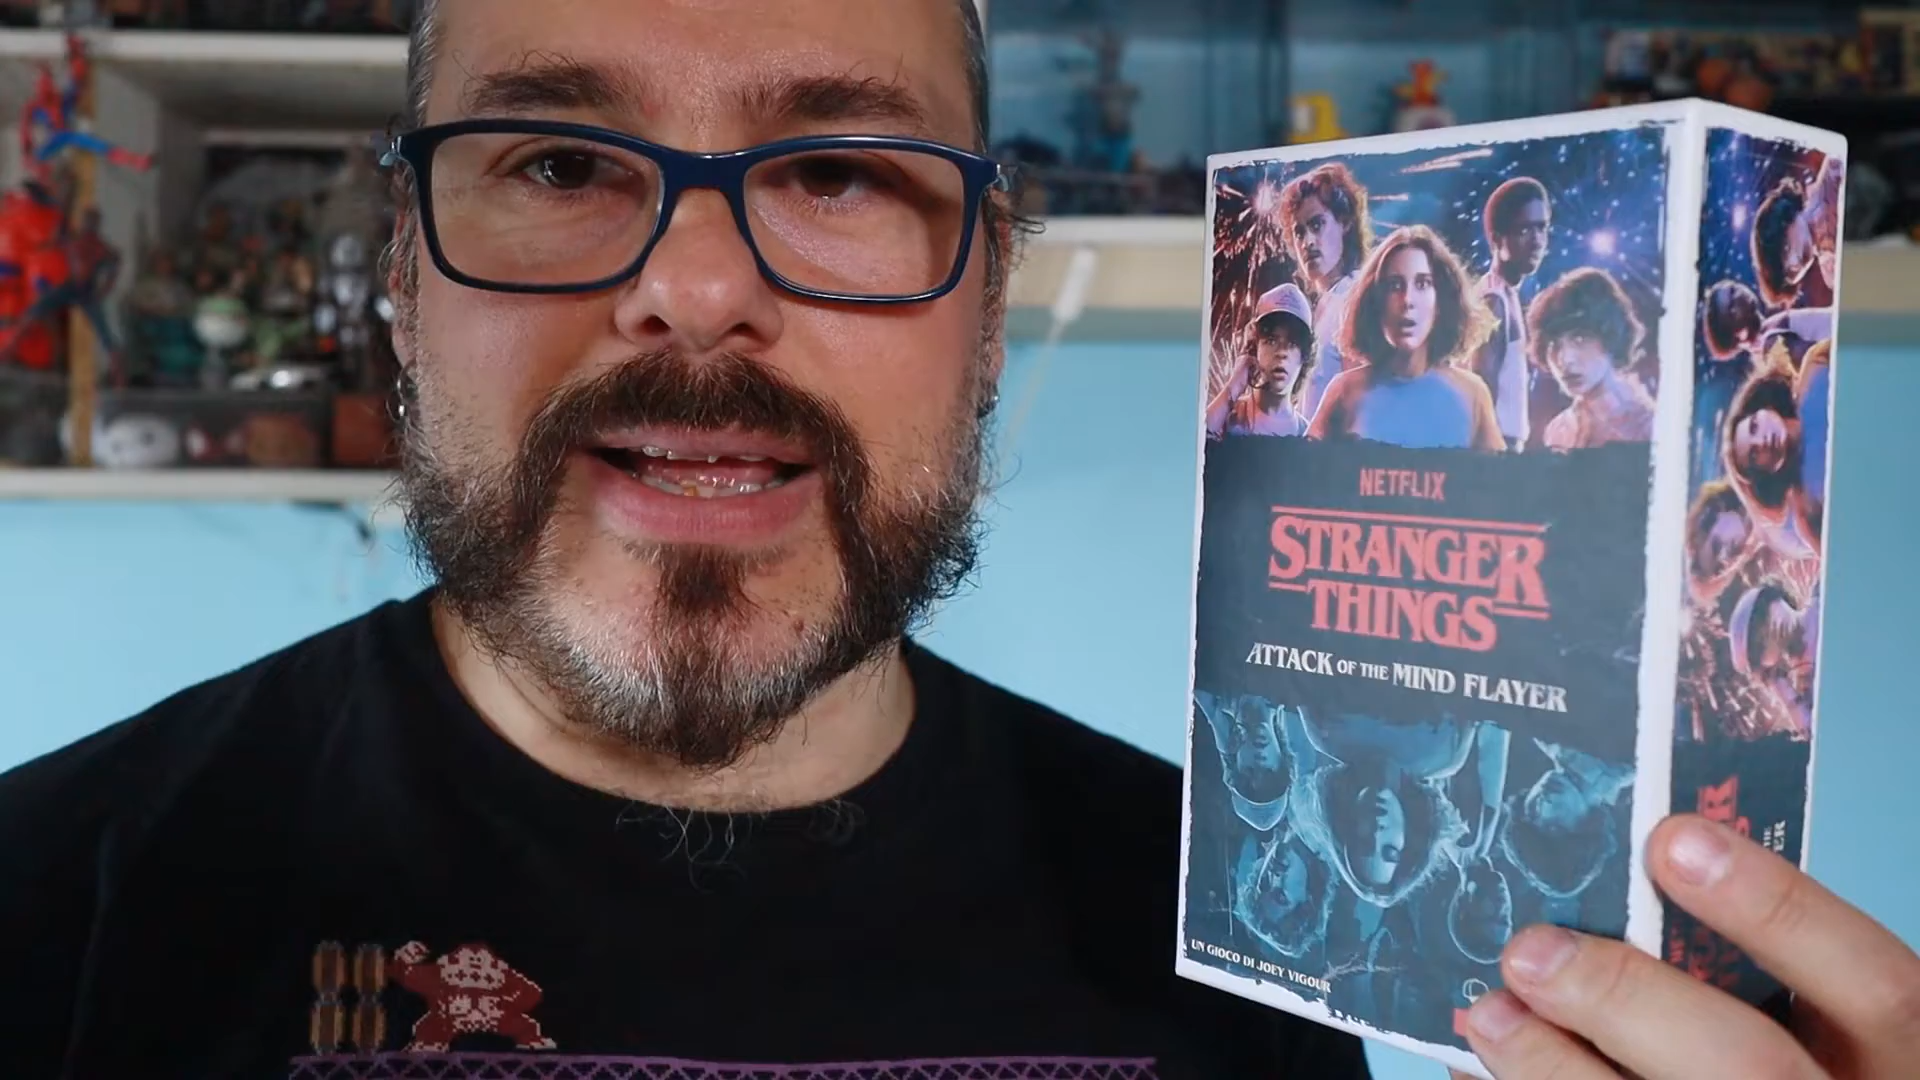 NETFLIX
STRANGER
THINGS
ATTACK OF THE MIND FLAYER
UN GIOCO DI JOEY VIGOUR